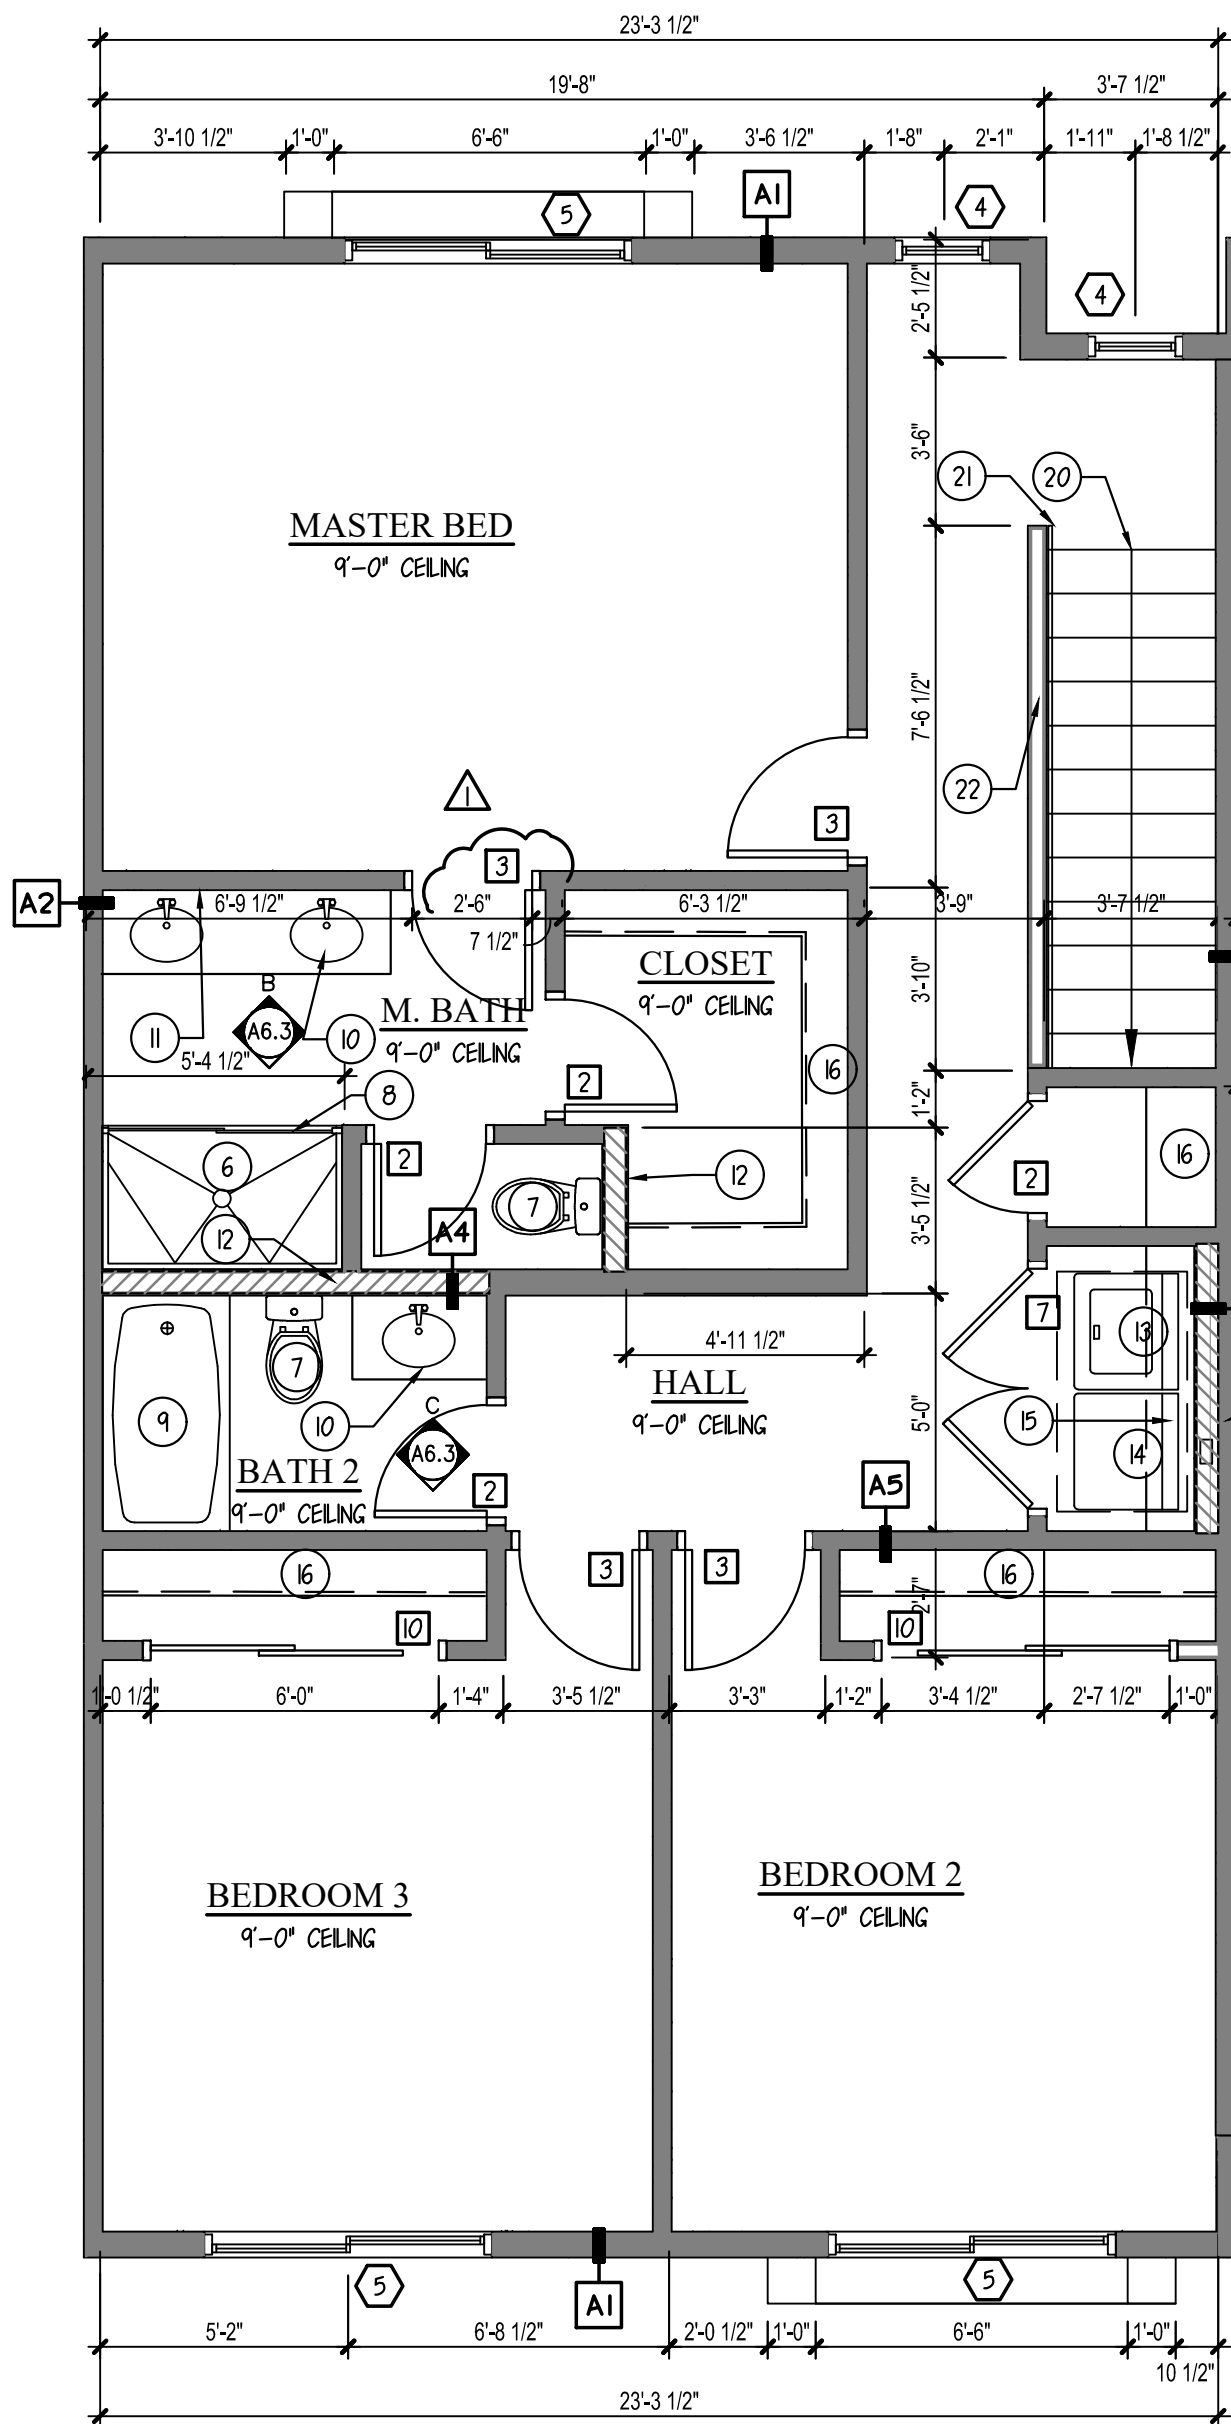 23'-3 1/2"
19'-8" 3'-7 1/2"
3'-10 1/2" 1'-0" 6'-6" 1'-0" 3'-6 1/2" 1'-8" 2'-1" 1'-11" 1'-8 1/2"
A1
5
4
4
2'-5 1/2"
3'-6"
21 20
MASTER BED
9'-0" CEILING
7'-6 1/2"
22
1
3
3
A2
6'-9 1/2" 2'-6" 6'-3 1/2" 3'-9" 3'-7 1/2"
7 1/2"
CLOSET
9'-0" CEILING
3'-10"
B
A6.3
11
10
M. BATH
9'-0" CEILING
5'-4 1/2"
16
8
2
1'-2"
6
2
12
16
2
7
12
A4
3'-5 1/2"
7
13
4'-11 1/2"
7
HALL
9'-0" CEILING
5'-0"
9
10
C
A6.3
15
14
BATH 2
9'-0" CEILING
2
A5
16
3
3
16
2'-7"
10
10
1'-0 1/2" 6'-0" 1'-4" 3'-5 1/2" 3'-3" 1'-2" 3'-4 1/2" 2'-7 1/2" 1'-0"
BEDROOM 2
9'-0" CEILING
BEDROOM 3
9'-0" CEILING
5
A1
5
5'-2" 6'-8 1/2" 2'-0 1/2" 1'-0" 6'-6" 1'-0"
10 1/2"
23'-3 1/2"